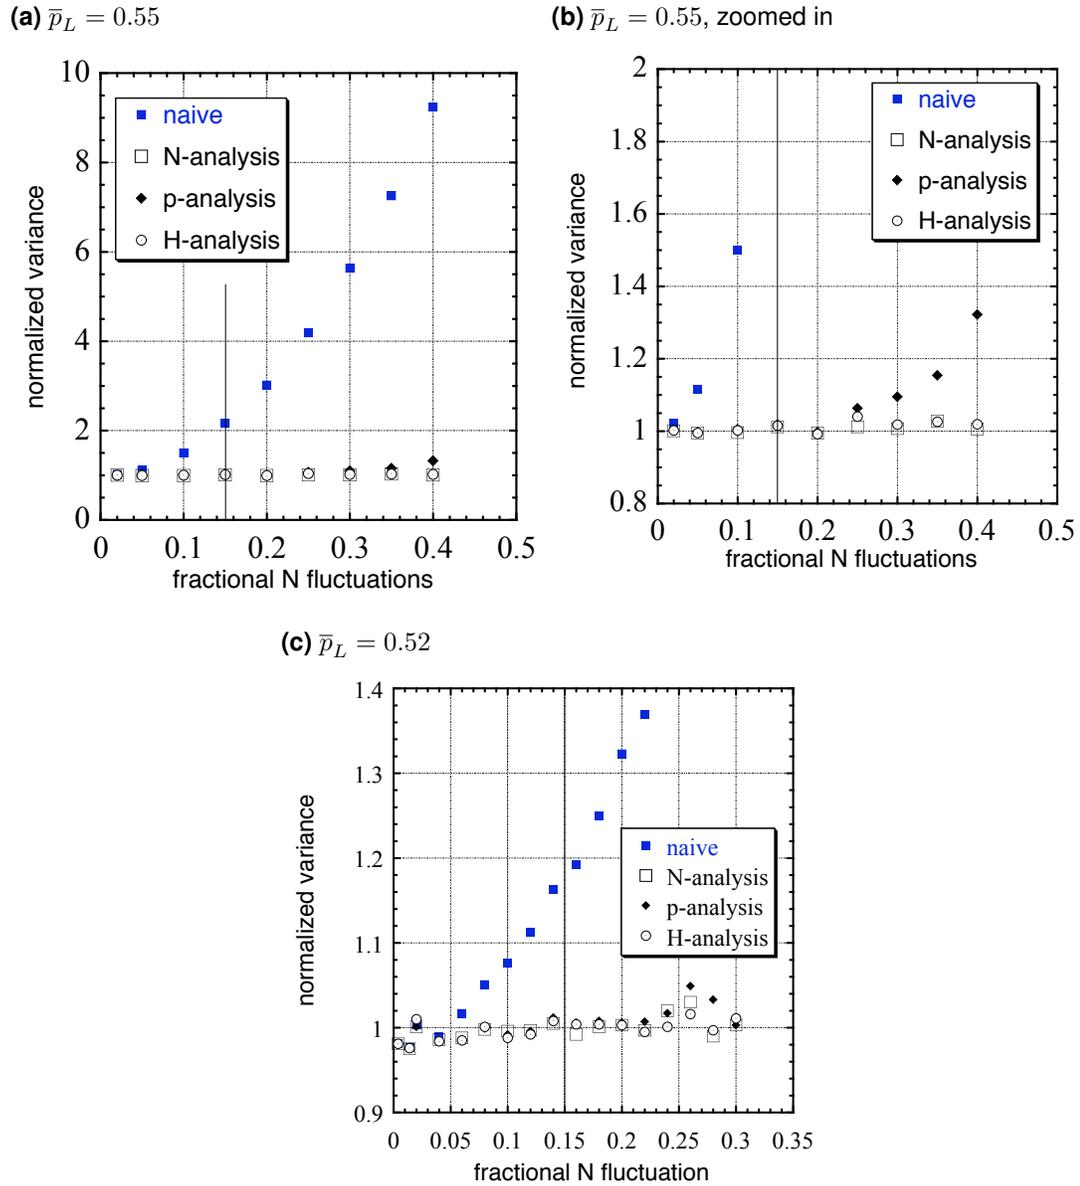 (a) p̅_L = 0.55
10
8
6
4
2
0
normalized variance
naive
N-analysis
p-analysis
H-analysis
0 0.1 0.2 0.3 0.4 0.5
fractional N fluctuations
(b) p̅_L = 0.55, zoomed in
2
1.8
1.6
1.4
1.2
1
0.8
normalized variance
naive
N-analysis
p-analysis
H-analysis
0 0.1 0.2 0.3 0.4 0.5
fractional N fluctuations
(c) p̅_L = 0.52
1.4
1.3
1.2
1.1
1
0.9
normalized variance
naive
N-analysis
p-analysis
H-analysis
0 0.05 0.1 0.15 0.2 0.25 0.3 0.35
fractional N fluctuation